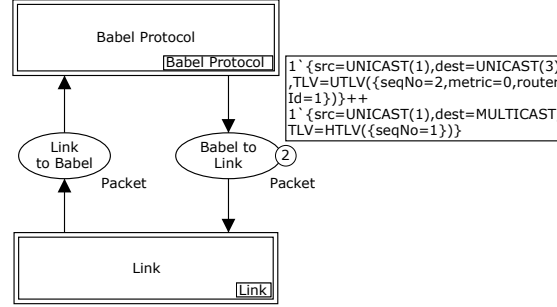 Babel Protocol
Babel Protocol
1`{src=UNICAST(1),dest=UNICAST(3)
,TLV=UTLV({seqNo=2,metric=0,router
Id=1})}++
1`{src=UNICAST(1),dest=MULTICAST,
TLV=HTLV({seqNo=1})}
Link
to Babel
Babel to
Link
2
Packet
Packet
Link
Link